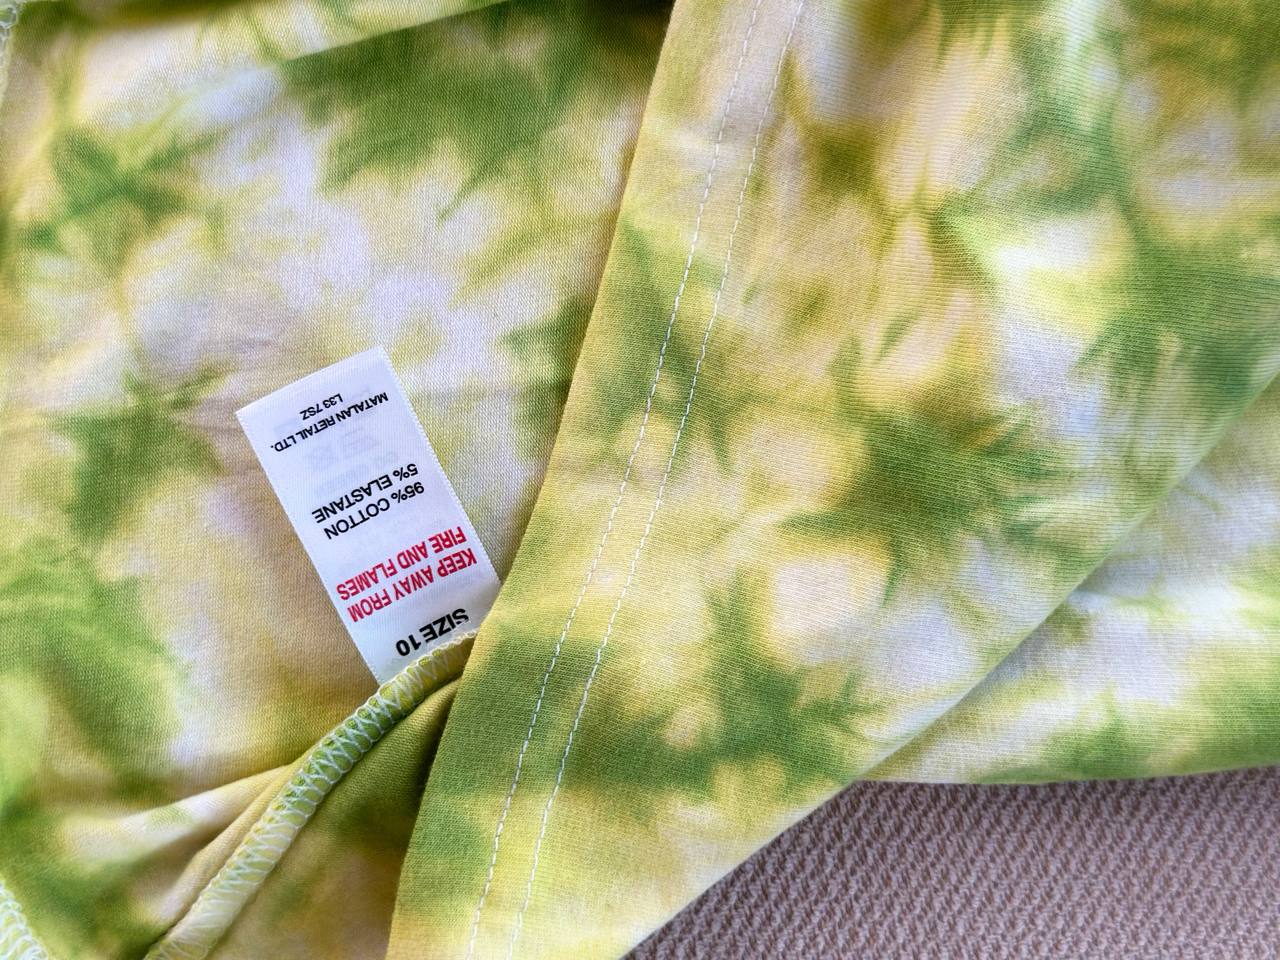 SIZE 10
KEEP AWAY FROM
FIRE AND FLAMES
95% COTTON
5% ELASTANE
MATALAN RETAIL LTD.
L33 7SZ